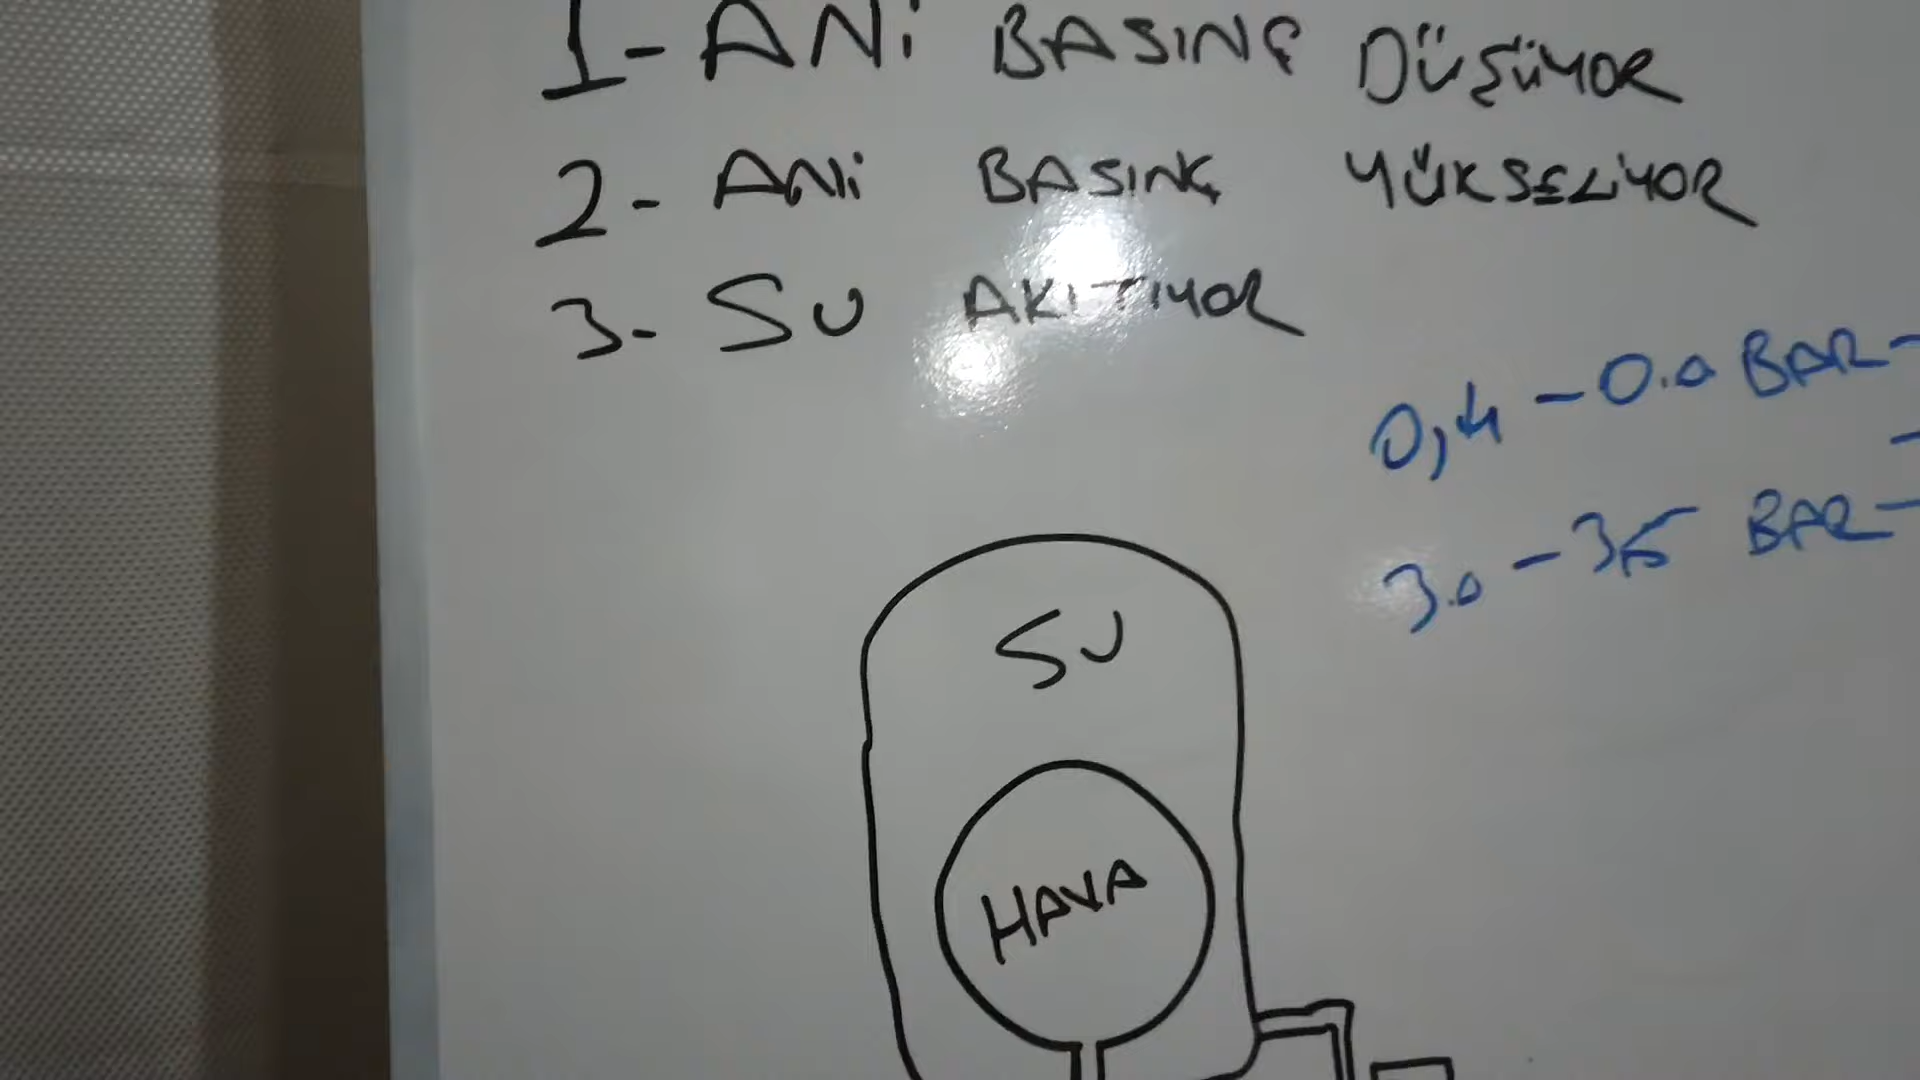 1- ANİ BASINÇ DÜŞÜYOR
2- ANİ BASINÇ YÜKSELİYOR
3- SU AKITIYOR
0,4 - 0.0 BAR-
-
3.0 - 3,5 BAR-
SU
HAVA